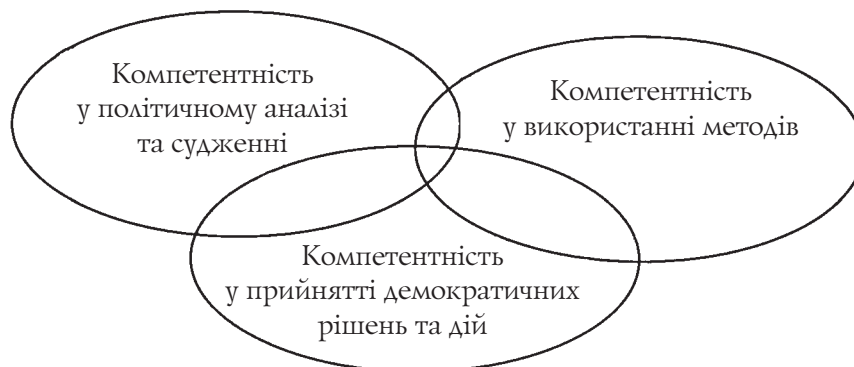 Компетентність
у політичному аналізі
та судженні
Компетентність
у використанні методів
Компетентність
у прийнятті демократичних
рішень та дій